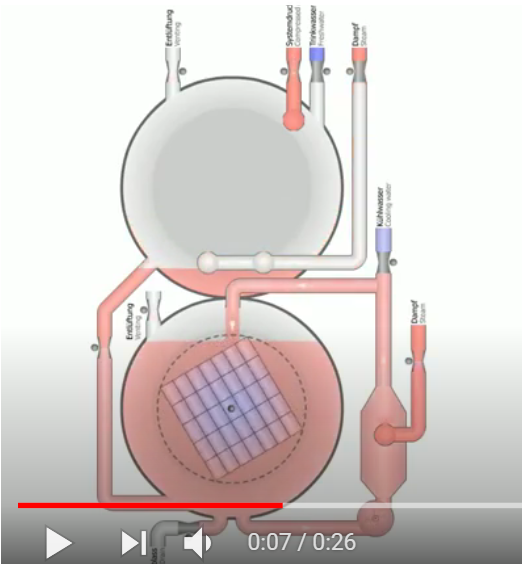 Entlüftung
Venting
Systemdruck
Compressed
Trinkwasser
Freshwater
Dampf
Steam
Kühlwasser
Cooling water
Entlüftung
Venting
Dampf
Steam
0:07 / 0:26